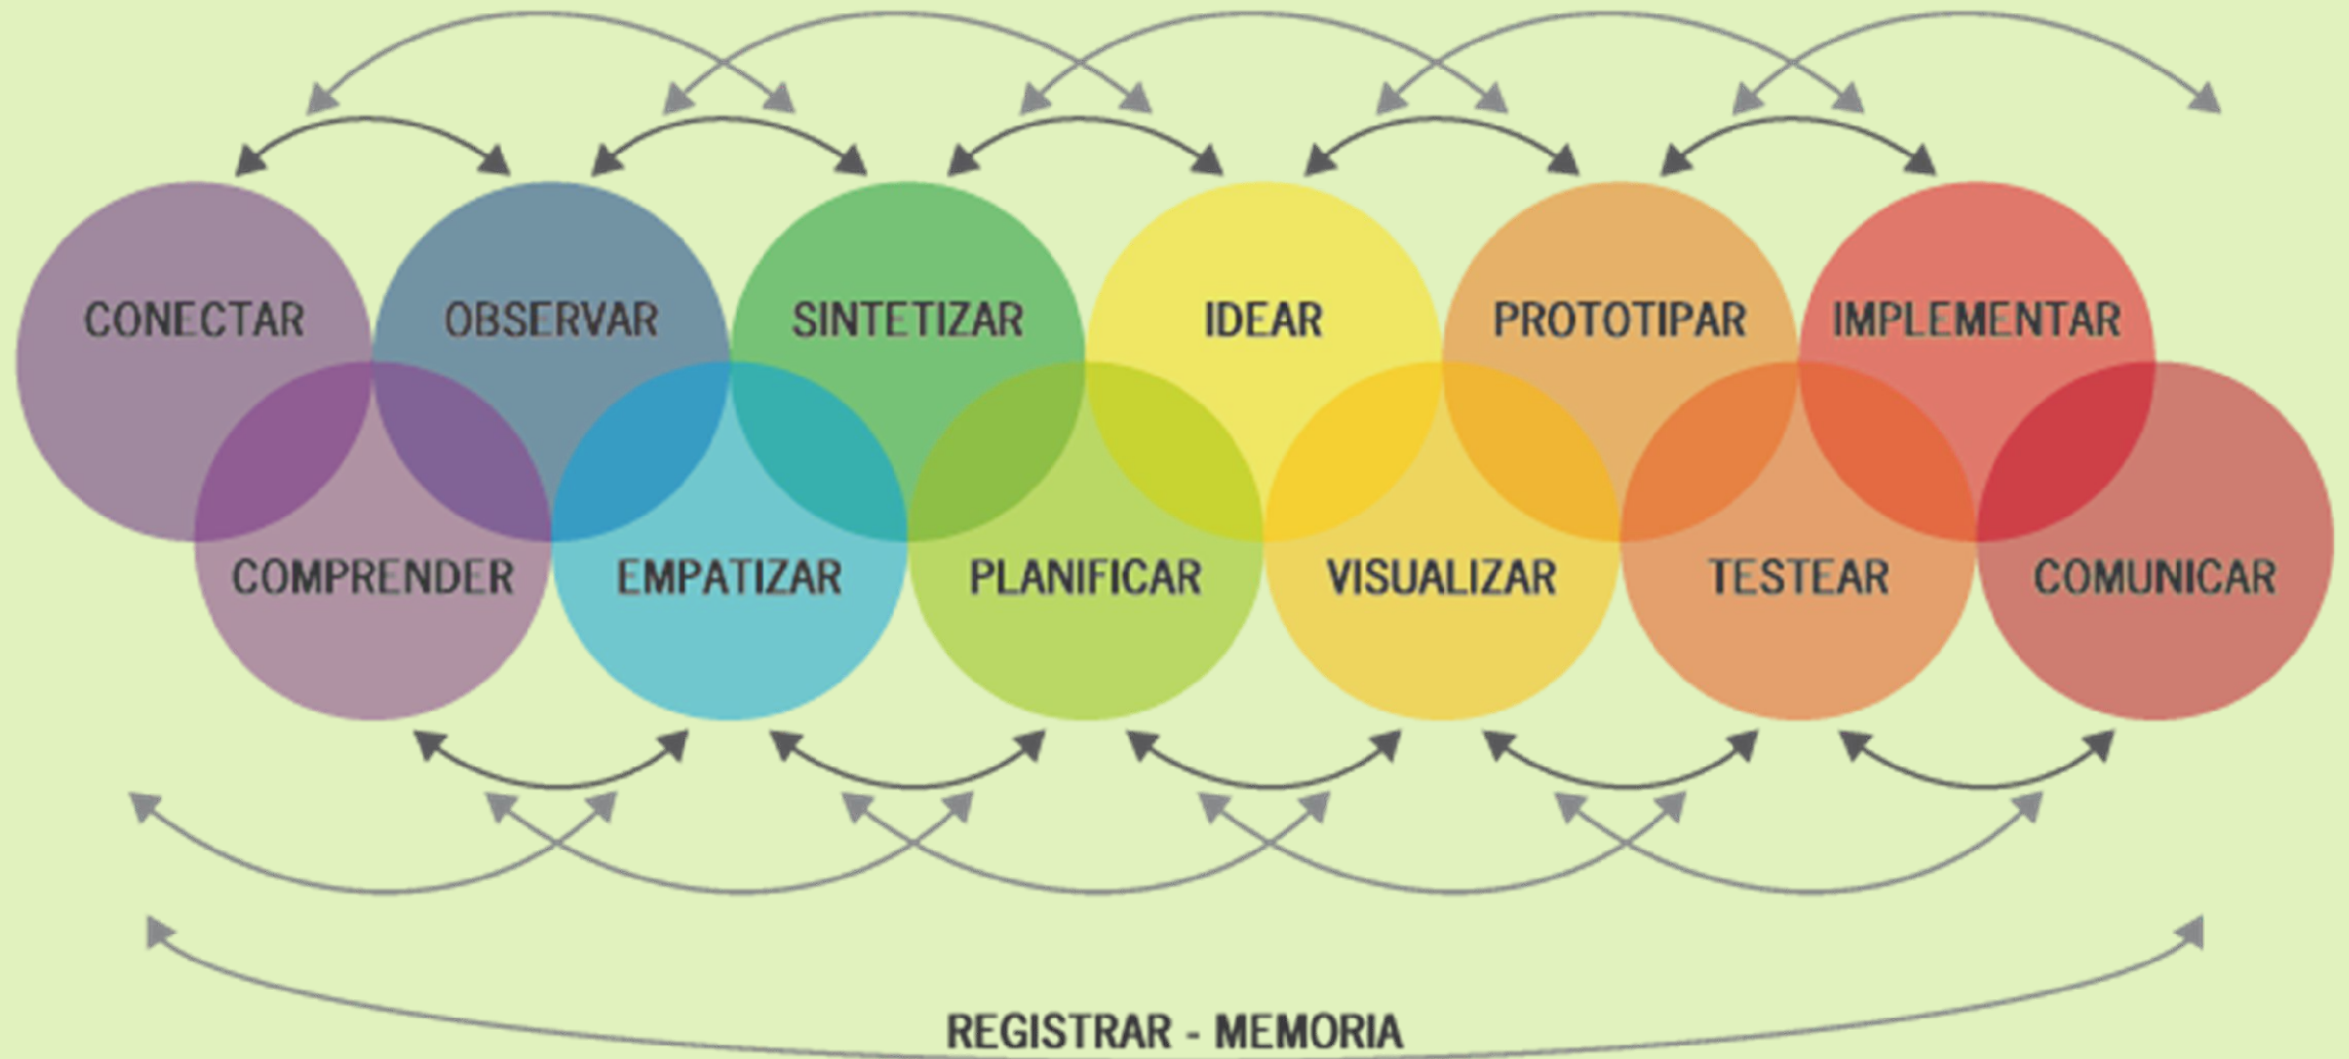 CONECTAR OBSERVAR SINTETIZAR IDEAR PROTOTIPAR IMPLEMENTAR
COMPRENDER EMPATIZAR PLANIFICAR VISUALIZAR TESTEAR COMUNICAR
REGISTRAR - MEMORIA